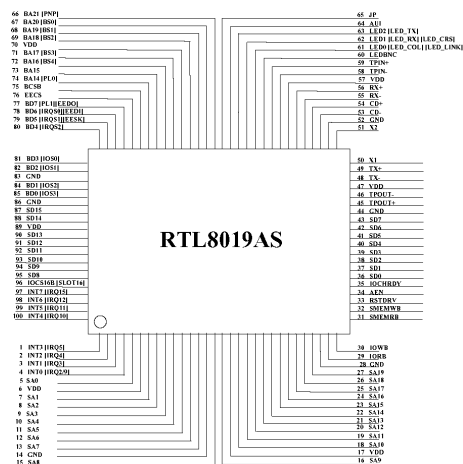 66 BA21 [PNP]
67 BA20 [BS0]
68 BA19 [BS1]
69 BA18 [BS2]
70 VDD
71 BA17 [BS3]
72 BA16 [BS4]
73 BA15
74 BA14 [PL0]
75 BCSB
76 EECS
77 BD7 [PL1][EEDO]
78 BD6 [IRQS0][EEDI]
79 BD5 [IRQS1][EESK]
80 BD4 [IRQS2]
65 JP
64 AUI
63 LED2 [LED_TX]
62 LED1 [LED_RX] [LED_CRS]
61 LED0 [LED_COL] [LED_LINK]
60 LEDBNC
59 TPIN+
58 TPIN-
57 VDD
56 RX+
55 RX-
54 CD+
53 CD-
52 GND
51 X2
81 BD3 [IOS0]
82 BD2 [IOS1]
83 GND
84 BD1 [IOS2]
85 BD0 [IOS3]
86 GND
87 SD15
88 SD14
89 VDD
90 SD13
91 SD12
92 SD11
93 SD10
94 SD9
95 SD8
96 IOCS16B [SLOT16]
97 INT7 [IRQ15]
98 INT6 [IRQ12]
99 INT5 [IRQ11]
100 INT4 [IRQ10]
RTL8019AS
50 X1
49 TX+
48 TX-
47 VDD
46 TPOUT-
45 TPOUT+
44 GND
43 SD7
42 SD6
41 SD5
40 SD4
39 SD3
38 SD2
37 SD1
36 SD0
35 IOCHRDY
34 AEN
33 RSTDRV
32 SMEMWB
31 SMEMRB
1 INT3 [IRQ5]
2 INT2 [IRQ4]
3 INT1 [IRQ3]
4 INT0 [IRQ2/9]
5 SA0
6 VDD
7 SA1
8 SA2
9 SA3
10 SA4
11 SA5
12 SA6
13 SA7
14 GND
15 SA8
30 IOWB
29 IORB
28 GND
27 SA19
26 SA18
25 SA17
24 SA16
23 SA15
22 SA14
21 SA13
20 SA12
19 SA11
18 SA10
17 VDD
16 SA9